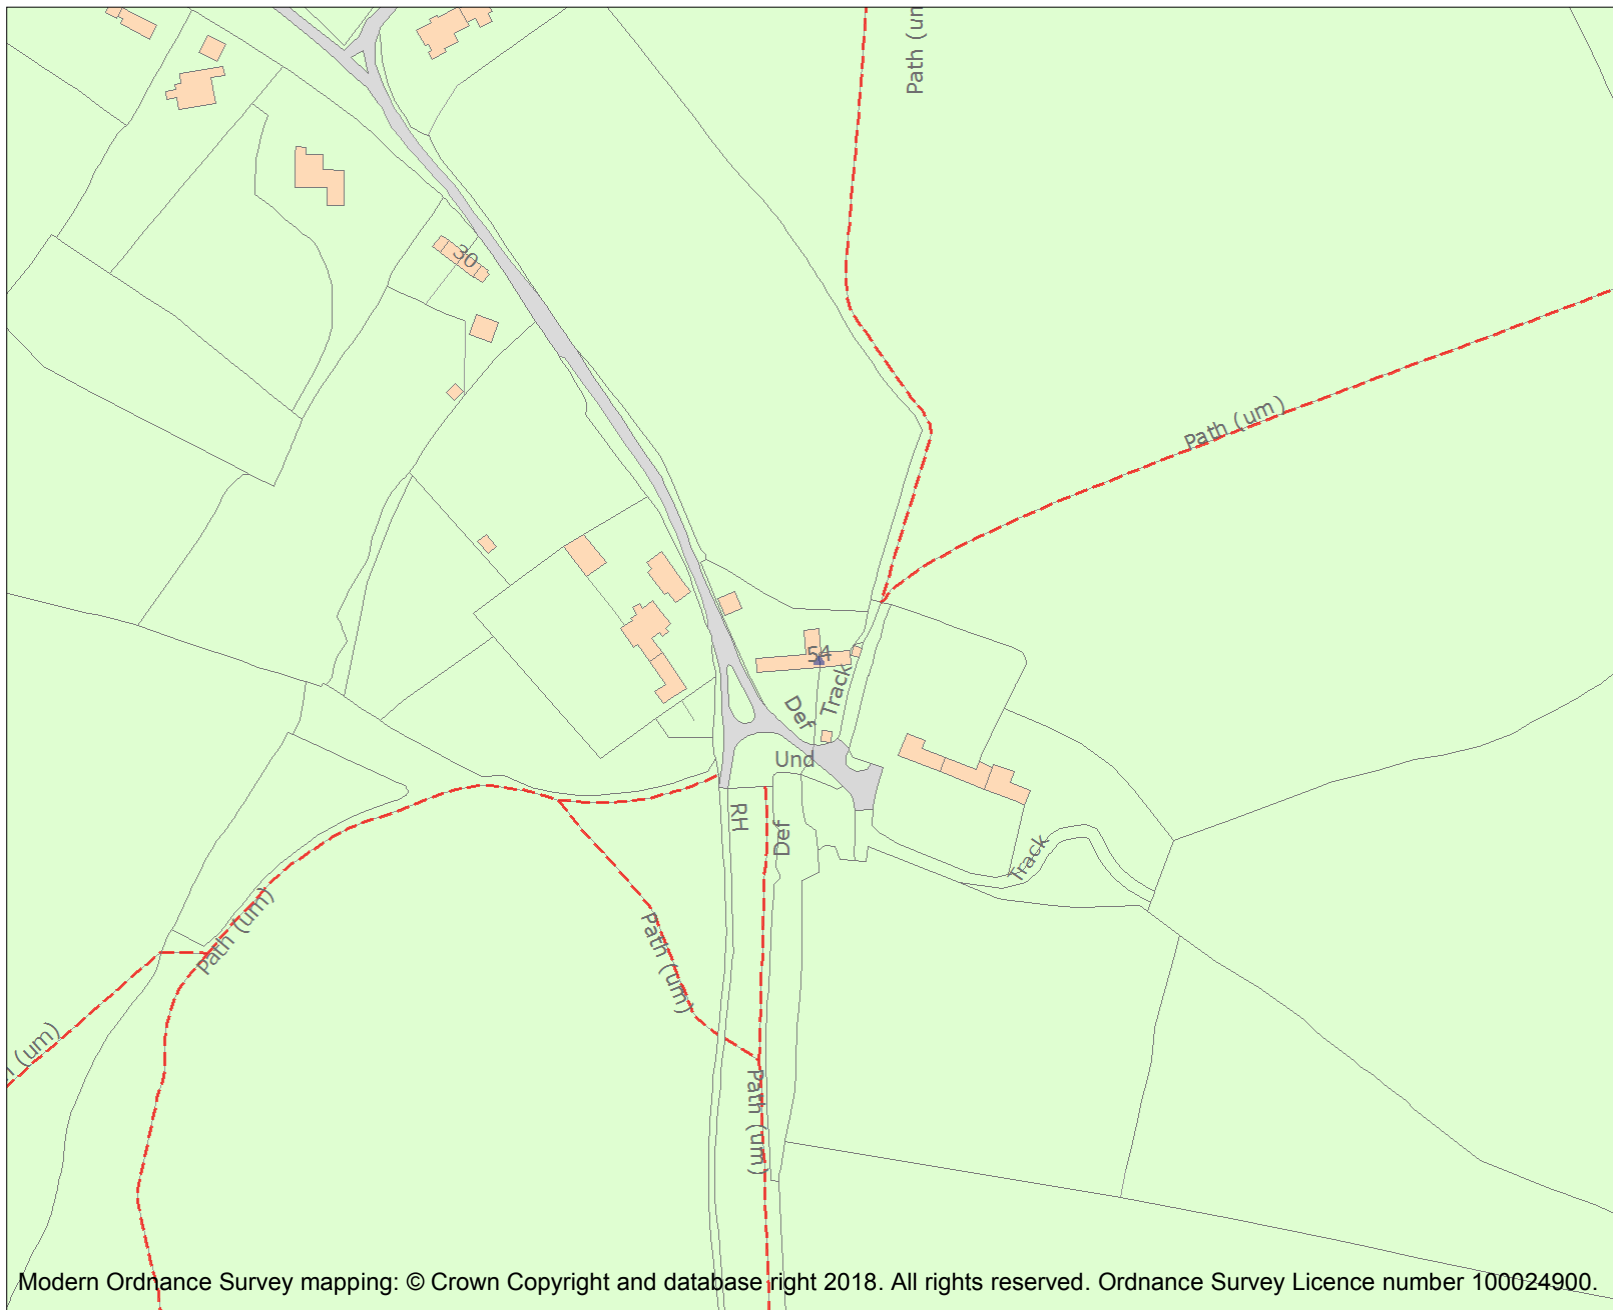 Path (un
30
Path (um)
54
Track
Def
Und
RH
Def
Track
Path (um)
Path (um)
(um)
Path (um)
Modern Ordnance Survey mapping: © Crown Copyright and database right 2018. All rights reserved. Ordnance Survey Licence number 100024900.